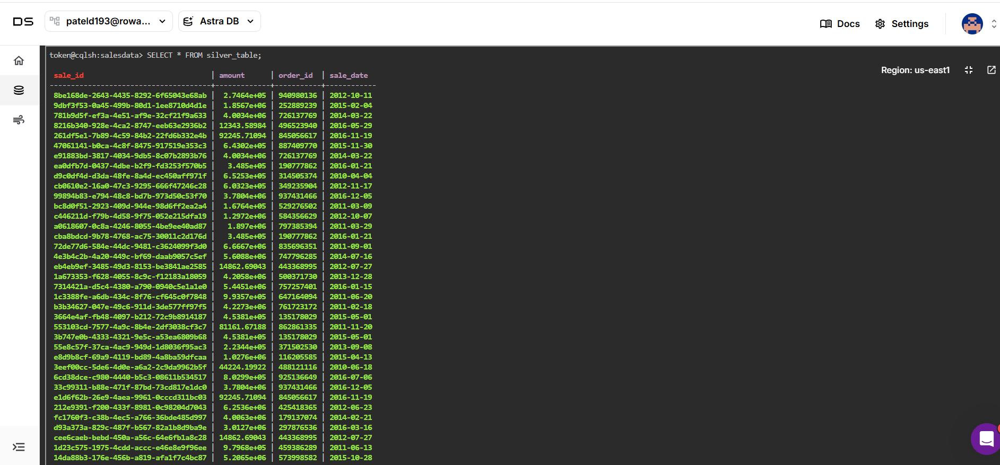 DS pateld193@rowa... Astra DB Docs Settings
token@cqlsh:salesdata> SELECT * FROM silver_table;
Region: us-east1
sale_id | amount | order_id | sale_date
--------------------------------------+-------------+-----------+------------
8be168de-2643-4435-8292-6f65043e68ab | 2.7464e+05 | 940980136 | 2012-10-11
9dbf3f53-0a45-499b-80d1-1ee8710d4d1e | 1.8567e+06 | 252889239 | 2015-02-04
781b9d5f-ef3a-4e51-af9e-32cf21f9a633 | 4.0034e+06 | 726137769 | 2014-03-22
8216b340-928e-4ca2-8747-eeb63e2936b2 | 12343.58984 | 496523940 | 2016-05-29
261df5e1-7b89-4c59-84b2-22fd6b332e4b | 92245.71094 | 845056617 | 2016-11-19
47061141-b0ca-4c8f-8475-917519e353c3 | 6.4302e+05 | 887409770 | 2015-11-30
e91883bd-3817-4034-9db5-8c07b2893b76 | 4.0034e+06 | 726137769 | 2014-03-22
ea0dfb7d-0437-4dbe-b2f9-fd3253f570b5 | 3.485e+05 | 190777862 | 2016-01-21
d9c0df4d-d3da-48fe-8a4d-ec450aff971f | 6.5253e+05 | 314505374 | 2010-04-04
cb0610e2-16a0-47c3-9295-666f47246c28 | 6.0323e+05 | 349235904 | 2012-11-17
99894b83-e794-48c8-bd7b-973d50c53f70 | 3.7804e+06 | 937431466 | 2016-12-05
bc8d0f51-2923-409d-944e-98d6ff2ea2a4 | 1.6764e+05 | 529276502 | 2011-03-09
c446211d-f79b-4d58-9f75-052e215dfa19 | 1.2972e+06 | 584356629 | 2012-10-07
a0618607-0c8a-4246-8055-4be9ee40ad87 | 1.897e+06 | 797385394 | 2011-03-29
cba8bdcd-9b78-4768-ac75-30011c2d176d | 3.485e+05 | 190777862 | 2016-01-21
72de77d6-584e-44dc-9481-c3624099f3d0 | 6.6667e+06 | 835696351 | 2011-09-01
4e3b4c2b-4a20-449c-bf69-daab9057c5ef | 5.6088e+06 | 747796285 | 2014-07-16
eb4eb9ef-3485-49d3-8153-be3841ae2585 | 14862.69043 | 443368995 | 2012-07-27
1a673353-f628-4055-8c9c-f12183a18059 | 4.2058e+06 | 500371730 | 2013-12-28
7314421a-d5c4-4380-a790-0940c5e1a1e0 | 5.4451e+06 | 757257401 | 2016-01-15
1c3388fe-a6db-434c-8f76-cf645c0f7848 | 9.9357e+05 | 647164094 | 2011-06-20
b3b34627-047e-49c6-911d-3de577ff97f5 | 4.2273e+06 | 761723172 | 2011-02-18
3664e4af-fb48-4097-b212-72c9b8914187 | 4.5381e+05 | 135178029 | 2015-05-01
553103cd-7577-4a9c-8b4e-2df3038cf3c7 | 81161.67188 | 862861335 | 2011-11-20
3b747e0b-4333-4321-9e5c-a53ea6809b68 | 4.5381e+05 | 135178029 | 2015-05-01
55e8c57f-37ca-4ac9-949d-1d8036f95ac3 | 2.2344e+05 | 371502530 | 2013-09-08
e8d9b8cf-69a9-4119-bd89-4a8ba59dfcaa | 1.0276e+06 | 116205585 | 2015-04-13
3eef00cc-5de6-4d0e-a6a2-2c9da9962b5f | 44224.19922 | 488121116 | 2010-06-18
6cd38dce-c980-4440-b5c3-08611b534517 | 8.0299e+05 | 925136649 | 2016-07-06
33c99311-b88e-471f-87bd-73cd817e1dc0 | 3.7804e+06 | 937431466 | 2016-12-05
e1d6f62b-26e9-4aea-9961-0cccd311bc03 | 92245.71094 | 845056617 | 2016-11-19
212e9391-f200-433f-8981-0c98204d7043 | 6.2536e+06 | 425418365 | 2012-06-23
fc1760f3-c38b-4ec5-a766-36bde485d997 | 4.0063e+06 | 179137074 | 2014-02-21
d93a373a-829c-487f-b567-82a1b8d9ba9e | 3.0127e+06 | 297876536 | 2016-03-16
cee6caeb-bebd-450a-a56c-64e6fb1a8c28 | 14862.69043 | 443368995 | 2012-07-27
1d23c575-1975-4cdd-accc-e46e8e9f96ee | 9.7968e+05 | 459386289 | 2011-06-13
14da88b3-176e-456b-a819-afa1f7c4bc87 | 5.2065e+06 | 573998582 | 2015-10-28